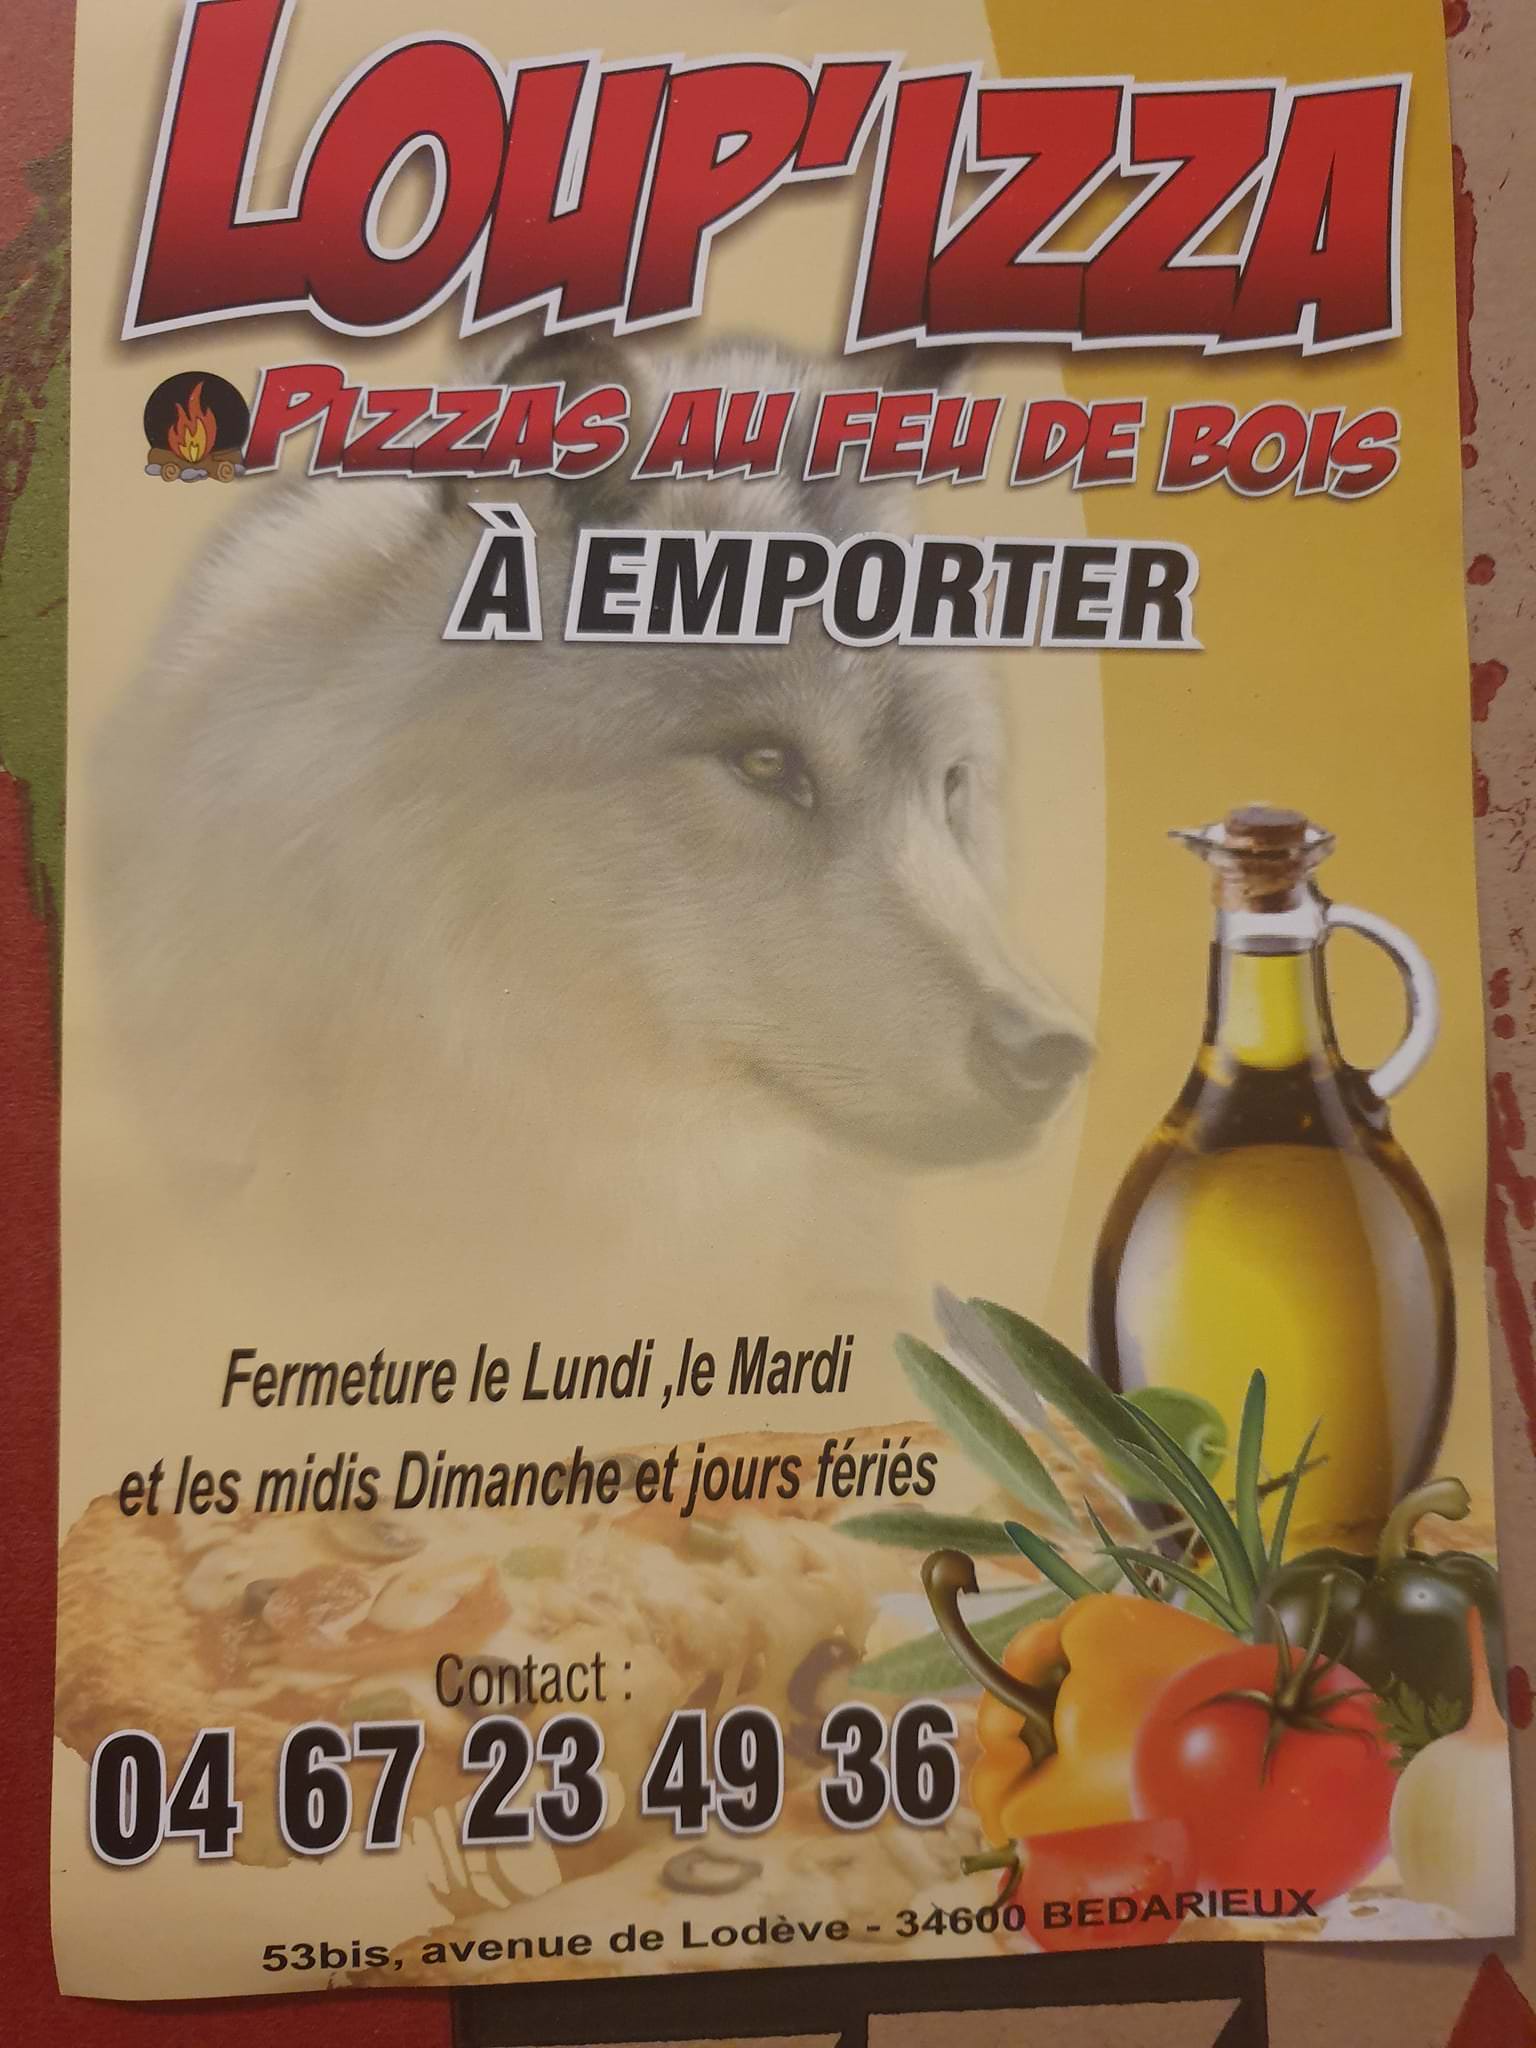 LOUP'IZZA
PIZZAS AU FEU DE BOIS
À EMPORTER
Fermeture le Lundi ,le Mardi
et les midis Dimanche et jours fériés
Contact :
04 67 23 49 36
53bis, avenue de Lodève - 34600 BEDARIEUX